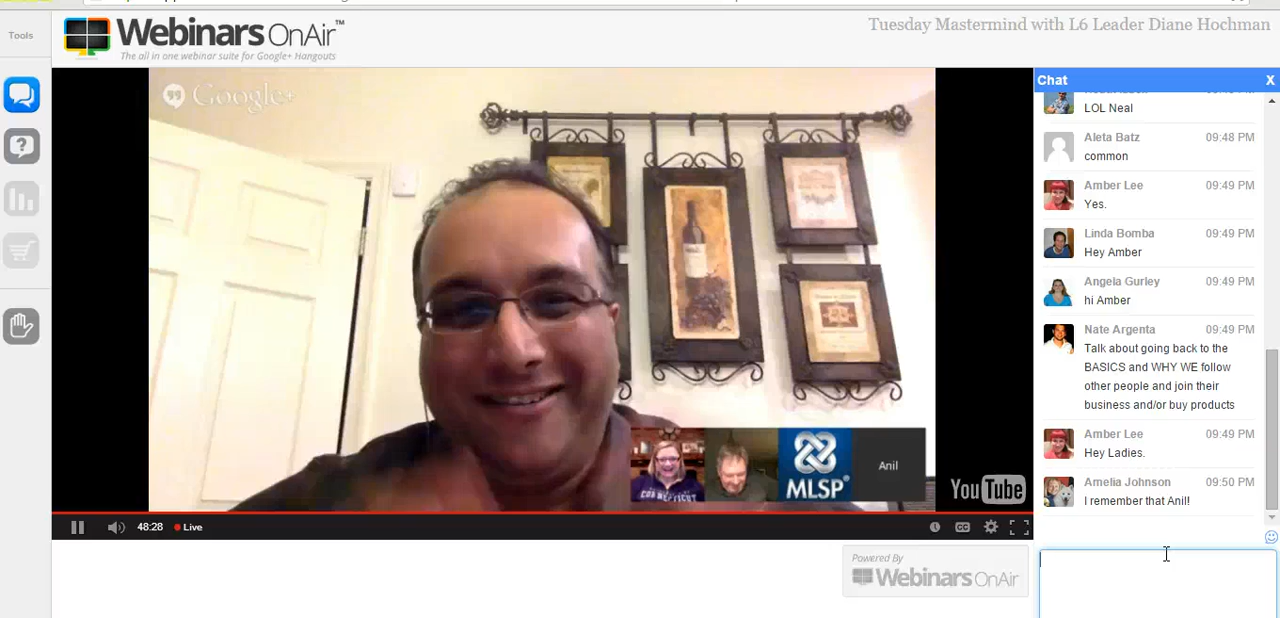 Tuesday Mastermind with L6 Leader Diane Hochman
Tools
Webinars OnAir™
The all in one webinar suite for Google+ Hangouts
Google+
Chat X
LOL Neal
Aleta Batz 09:48 PM
common
Amber Lee 09:49 PM
Yes.
Linda Bomba 09:49 PM
Hey Amber
Angela Gurley 09:49 PM
hi Amber
Nate Argenta 09:49 PM
Talk about going back to the
BASICS and WHY WE follow
other people and join their
business and/or buy products
Amber Lee 09:49 PM
Hey Ladies.
Amelia Johnson 09:50 PM
I remember that Anil!
CONNECTICUT
MLSP®
Anil
YouTube
48:28 Live
CC
Powered By
Webinars OnAir